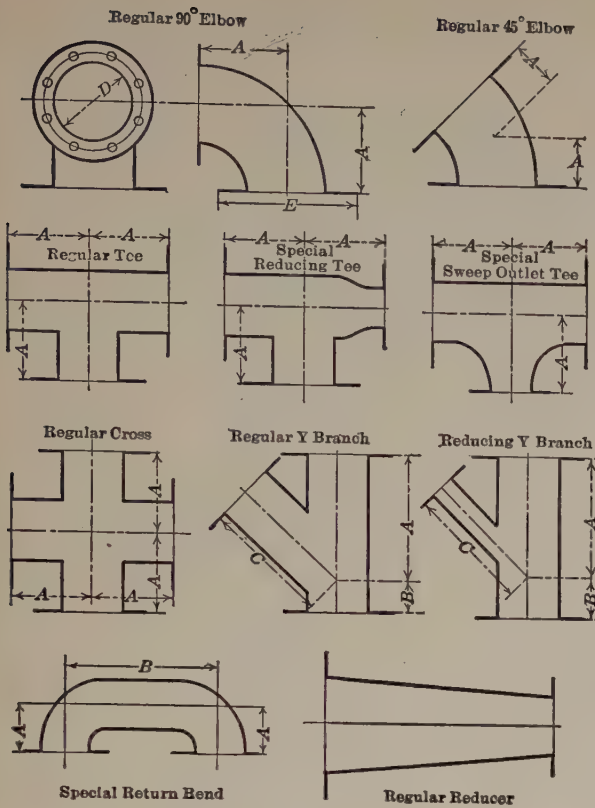 Regular 90° Elbow
Regular 45° Elbow
A
D
A
E
A
A
A A
Regular Tee
A
A A
Special
Reducing Tee
A
A A
Special
Sweep Outlet Tee
A
Regular Cross
A
A
A A
Regular Y Branch
A
C
B
Reducing Y Branch
A
C
B
B
A
A
Special Return Bend
Regular Reducer